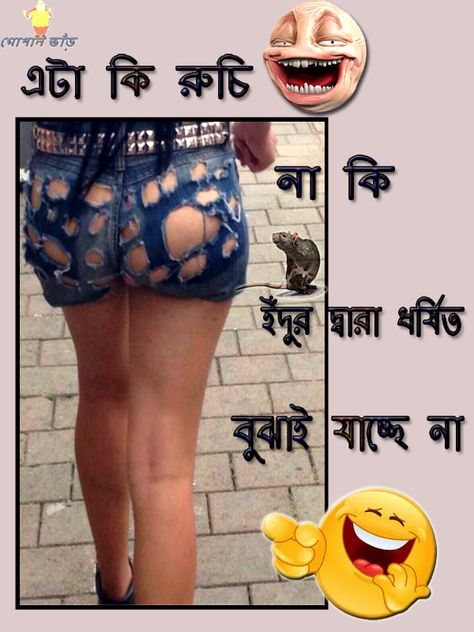 গোপাল ভাঁড়
এটা কি রুচি
না কি
ইঁদুর দ্বারা ধর্ষিত
বুঝাই যাচ্ছে না